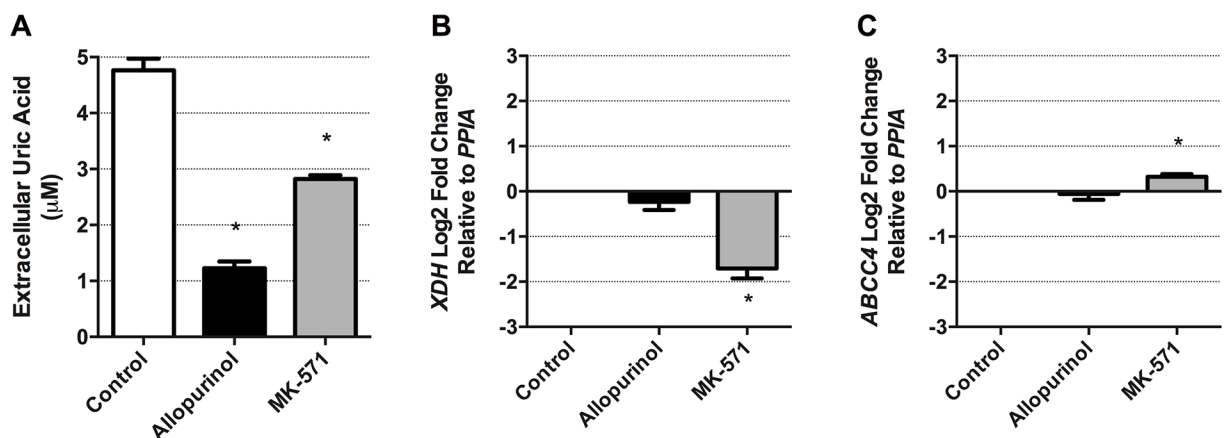 A
Extracellular Uric Acid
(µM)
5
4
3
2
1
0
*
*
Control
Allopurinol
MK-571
B
XDH Log2 Fold Change
Relative to PPIA
3
2
1
0
-1
-2
-3
*
Control
Allopurinol
MK-571
C
ABCC4 Log2 Fold Change
Relative to PPIA
3
2
1
0
-1
-2
-3
*
Control
Allopurinol
MK-571